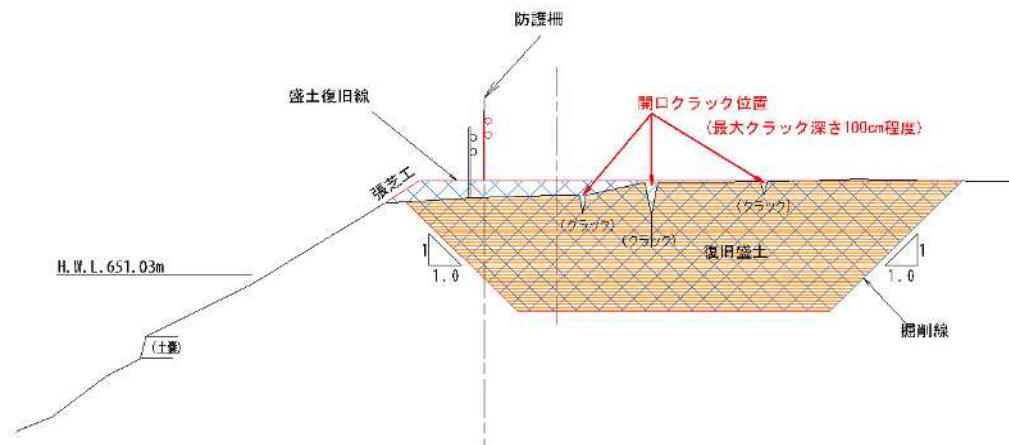 防護柵
盛土復旧線
開口クラック位置
(最大クラック深さ100cm程度)
張芝工
(クラック)
(クラック)
(クラック)
復旧盛土
1
1.0
1
1.0
H.W.L.651.03m
(土嚢)
掘削線